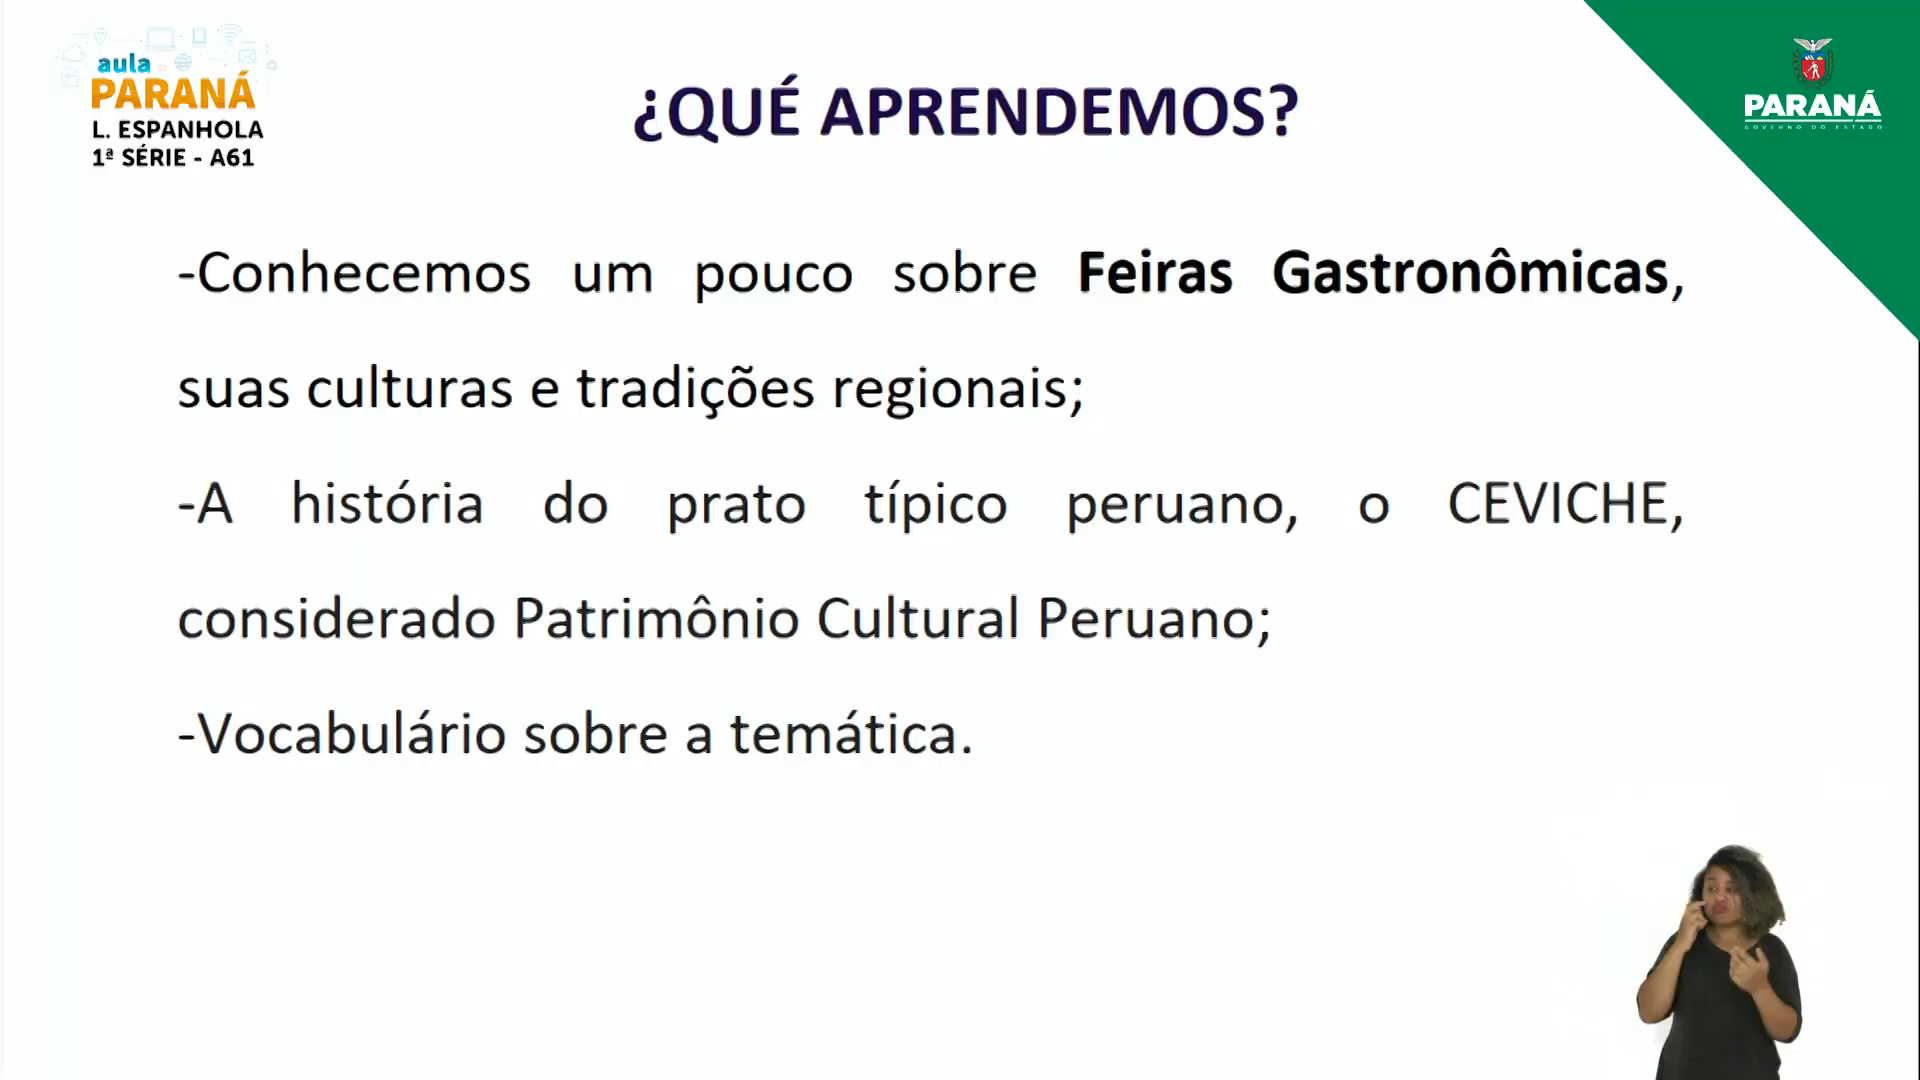 aula
PARANÁ
L. ESPANHOLA
1ª SÉRIE - A61
¿QUÉ APRENDEMOS?
PARANÁ
GOVERNO DO ESTADO
-Conhecemos um pouco sobre Feiras Gastronômicas,
suas culturas e tradições regionais;
-A história do prato típico peruano, o CEVICHE,
considerado Patrimônio Cultural Peruano;
-Vocabulário sobre a temática.